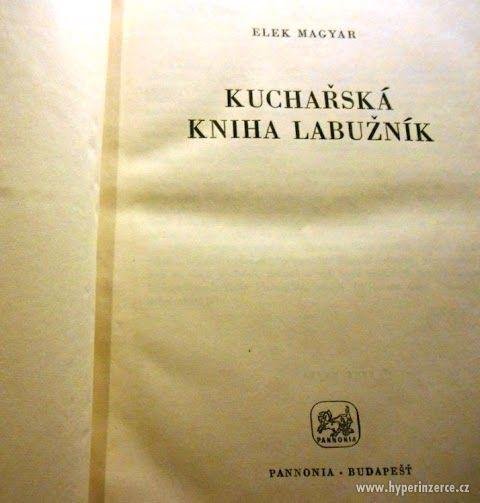 ELEK MAGYAR
KUCHAŘSKÁ
KNIHA LABUŽNÍK
PANNONIA
PANNONIA · BUDAPEŠŤ
www.hyperinzerce.cz